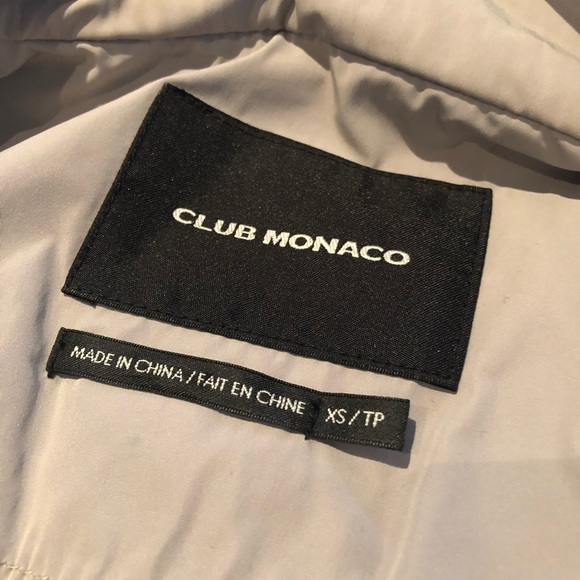 CLUB MONACO
MADE IN CHINA / FAIT EN CHINE
XS / TP